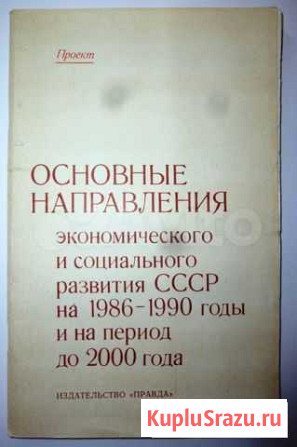 Проект
ОСНОВНЫЕ
НАПРАВЛЕНИЯ
экономического
и социального
развития СССР
на 1986–1990 годы
и на период
до 2000 года
ИЗДАТЕЛЬСТВО «ПРАВДА»
KupluSrazu.ru